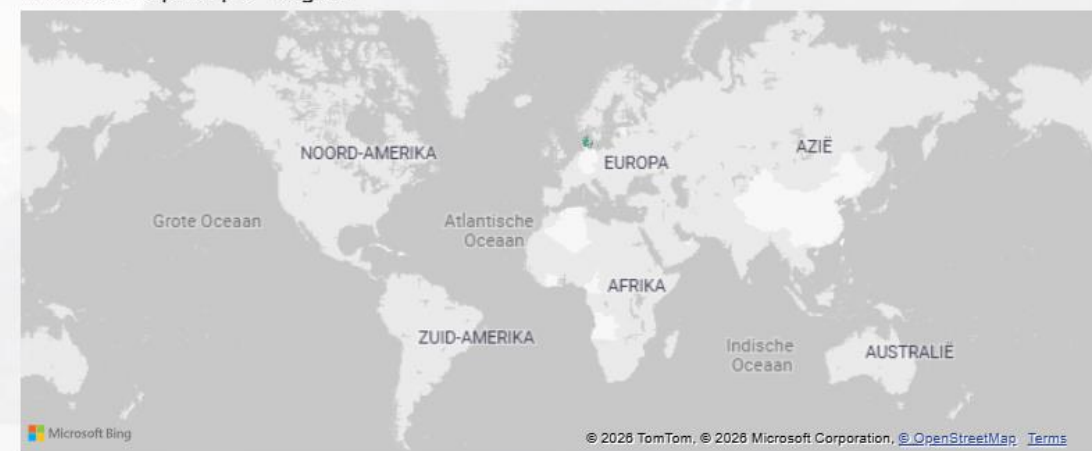 NOORD-AMERIKA
EUROPA
AZIË
Grote Oceaan
Atlantische
Oceaan
AFRIKA
ZUID-AMERIKA
Indische
Oceaan
AUSTRALIË
Microsoft Bing
© 2026 TomTom, © 2026 Microsoft Corporation, © OpenStreetMap Terms